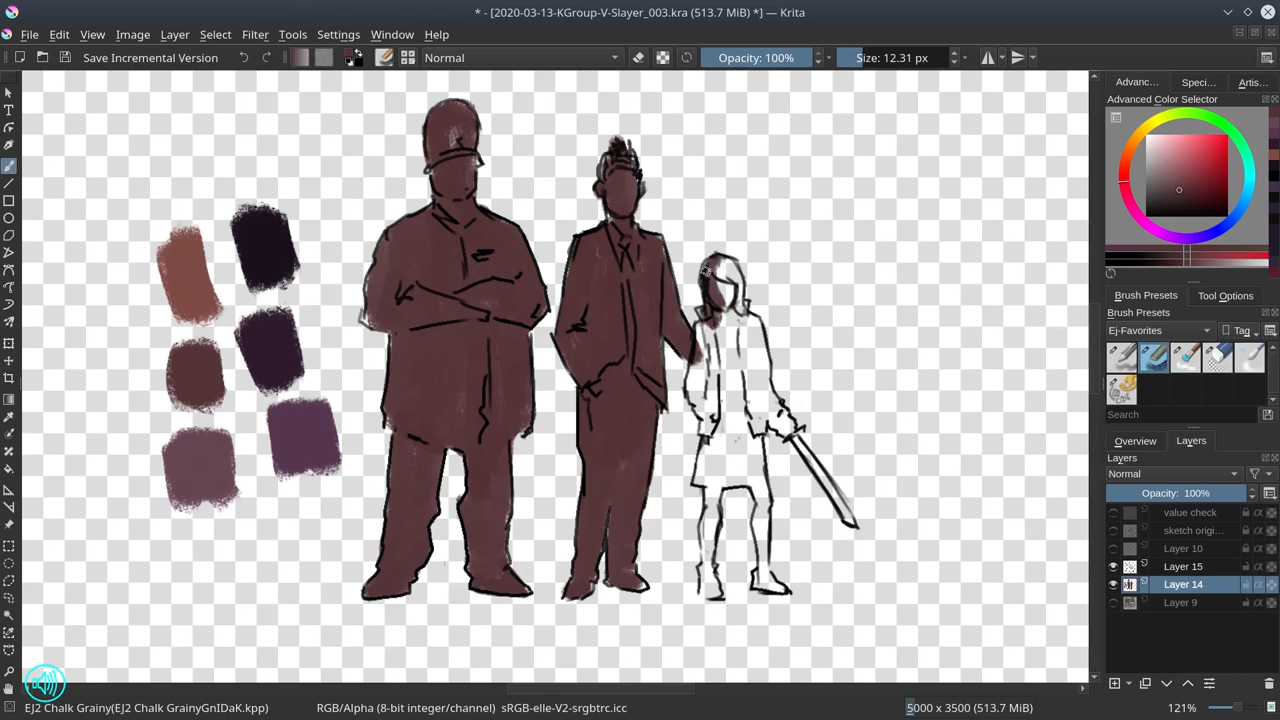 * - [2020-03-13-KGroup-V-Slayer_003.kra (513.7 MiB) *] — Krita
File Edit View Image Layer Select Filter Tools Settings Window Help
Save Incremental Version Normal Opacity: 100% Size: 12.31 px
Advanc... Speci... Artis...
Advanced Color Selector
Brush Presets Tool Options
Brush Presets
Ej-Favorites Tag
Search
Overview Layers
Layers
Normal
Opacity: 100%
value check
sketch origi...
Layer 10
Layer 15
Layer 14
Layer 9
EJ2 Chalk Grainy(EJ2 Chalk GrainyGnIDaK.kpp) RGB/Alpha (8-bit integer/channel) sRGB-elle-V2-srgbtrc.icc 5000 x 3500 (513.7 MiB) 121%